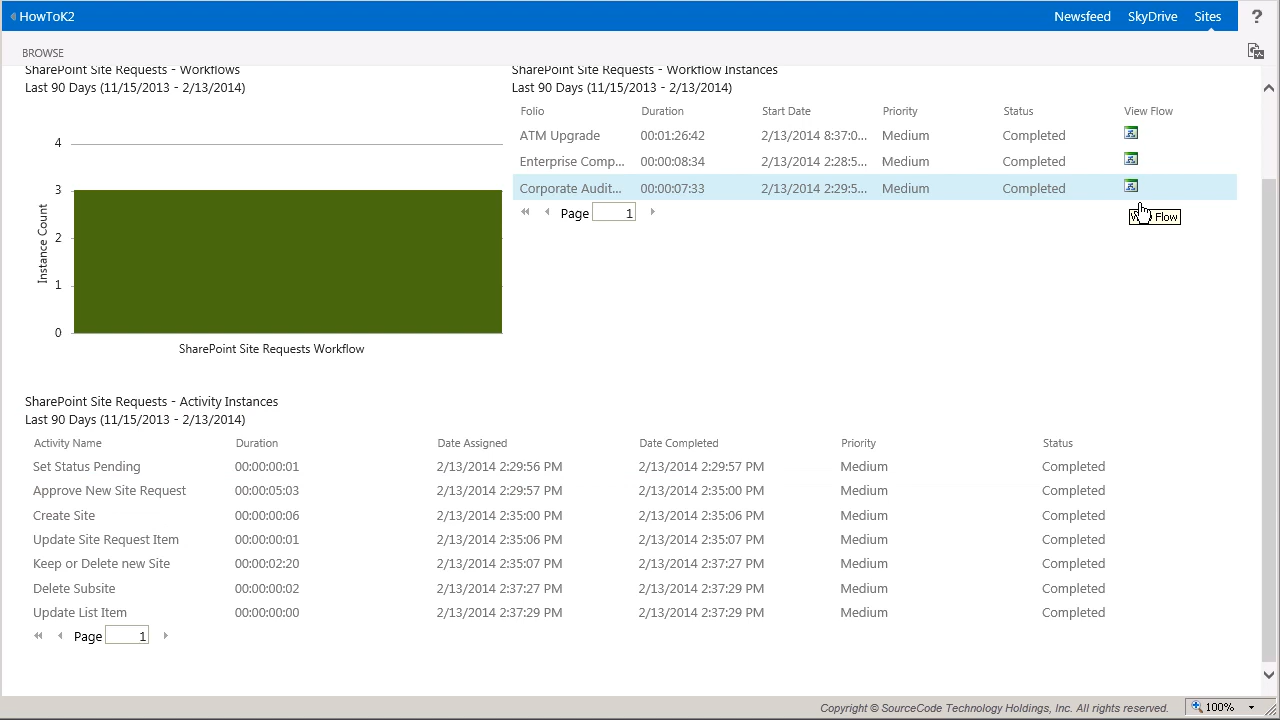 HowToK2 Newsfeed SkyDrive Sites ?
BROWSE
SharePoint Site Requests - Workflows
Last 90 Days (11/15/2013 - 2/13/2014)
4
3
2
1
0
Instance Count
SharePoint Site Requests Workflow
SharePoint Site Requests - Workflow Instances
Last 90 Days (11/15/2013 - 2/13/2014)
Folio Duration Start Date Priority Status View Flow
ATM Upgrade 00:01:26:42 2/13/2014 8:37:0... Medium Completed
Enterprise Comp... 00:00:08:34 2/13/2014 2:28:5... Medium Completed
Corporate Audit... 00:00:07:33 2/13/2014 2:29:5... Medium Completed
Page 1
Flow
SharePoint Site Requests - Activity Instances
Last 90 Days (11/15/2013 - 2/13/2014)
Activity Name Duration Date Assigned Date Completed Priority Status
Set Status Pending 00:00:00:01 2/13/2014 2:29:56 PM 2/13/2014 2:29:57 PM Medium Completed
Approve New Site Request 00:00:05:03 2/13/2014 2:29:57 PM 2/13/2014 2:35:00 PM Medium Completed
Create Site 00:00:00:06 2/13/2014 2:35:00 PM 2/13/2014 2:35:06 PM Medium Completed
Update Site Request Item 00:00:00:01 2/13/2014 2:35:06 PM 2/13/2014 2:35:07 PM Medium Completed
Keep or Delete new Site 00:00:02:20 2/13/2014 2:35:07 PM 2/13/2014 2:37:27 PM Medium Completed
Delete Subsite 00:00:00:02 2/13/2014 2:37:27 PM 2/13/2014 2:37:29 PM Medium Completed
Update List Item 00:00:00:00 2/13/2014 2:37:29 PM 2/13/2014 2:37:29 PM Medium Completed
Page 1
Copyright © SourceCode Technology Holdings, Inc. All rights reserved. 100%